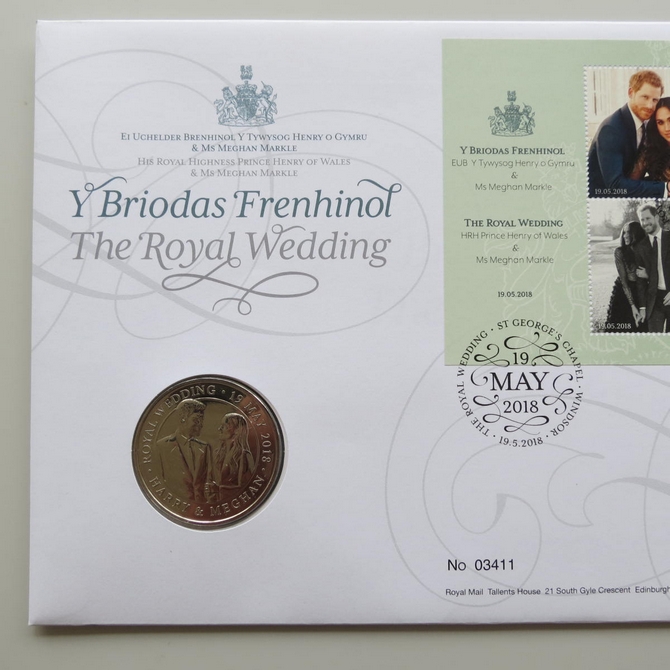 Ei Uchelder Brenhinol Y Tywysog Henry o Gymru
& Ms Meghan Markle
His Royal Highness Prince Henry of Wales
& Ms Meghan Markle
Y Briodas Frenhinol
The Royal Wedding
ROYAL WEDDING · 19 MAY 2018 ·
HARRY & MEGHAN
Y Briodas Frenhinol
EUB Y Tywysog Henry o Gymru
&
Ms Meghan Markle
The Royal Wedding
HRH Prince Henry of Wales
&
Ms Meghan Markle
19.05.2018
19.05.2018
19.05.2018
THE ROYAL WEDDING · ST GEORGE'S CHAPEL · WINDSOR ·
19
MAY
2018
19.5.2018
No 03411
Royal Mail Tallents House 21 South Gyle Crescent Edinburgh